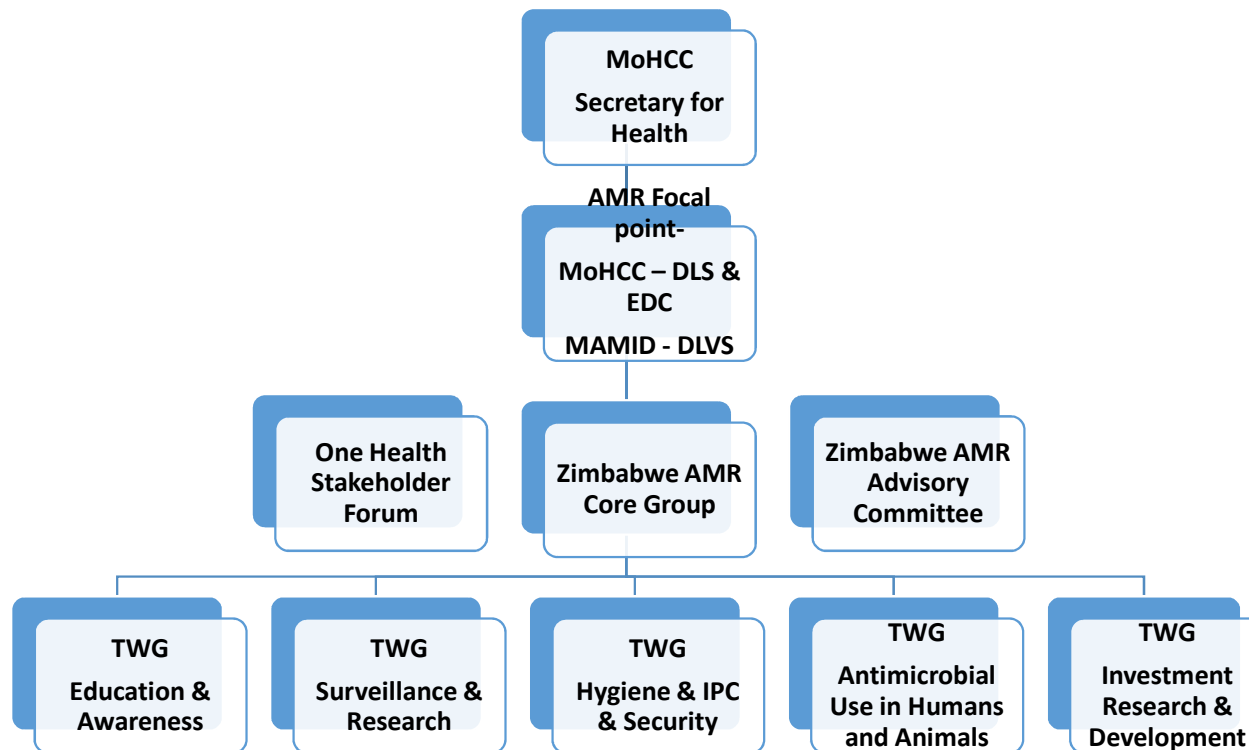 MoHCC
Secretary for
Health
AMR Focal
point-
MoHCC – DLS &
EDC
MAMID - DLVS
One Health
Stakeholder
Forum
Zimbabwe AMR
Core Group
Zimbabwe AMR
Advisory
Committee
TWG
Education &
Awareness
TWG
Surveillance &
Research
TWG
Hygiene & IPC
& Security
TWG
Antimicrobial
Use in Humans
and Animals
TWG
Investment
Research &
Development